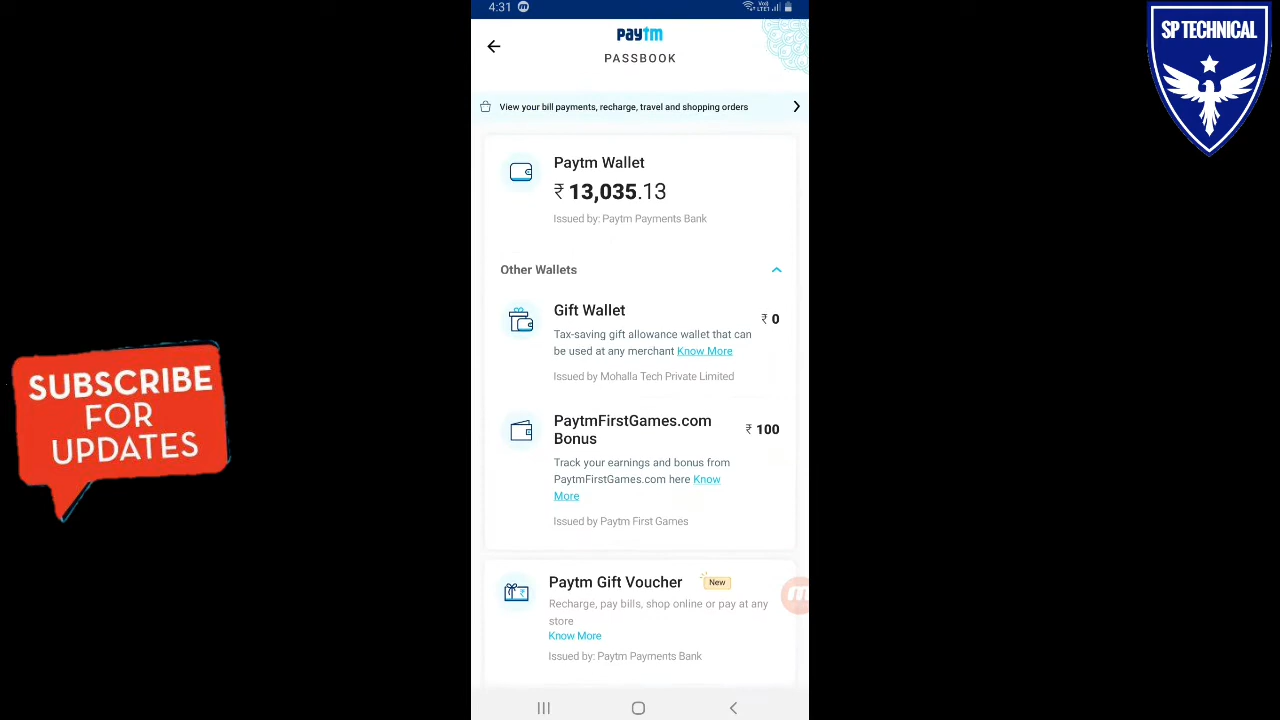 4:31
Vo)
LTE1
paytm
PASSBOOK
View your bill payments, recharge, travel and shopping orders
Paytm Wallet
₹ 13,035.13
Issued by: Paytm Payments Bank
Other Wallets
Gift Wallet
₹ 0
Tax-saving gift allowance wallet that can
be used at any merchant Know More
Issued by Mohalla Tech Private Limited
PaytmFirstGames.com
Bonus
₹ 100
Track your earnings and bonus from
PaytmFirstGames.com here Know
More
Issued by Paytm First Games
Paytm Gift Voucher New
Recharge, pay bills, shop online or pay at any
store
Know More
Issued by: Paytm Payments Bank
SUBSCRIBE
FOR
UPDATES
SP TECHNICAL